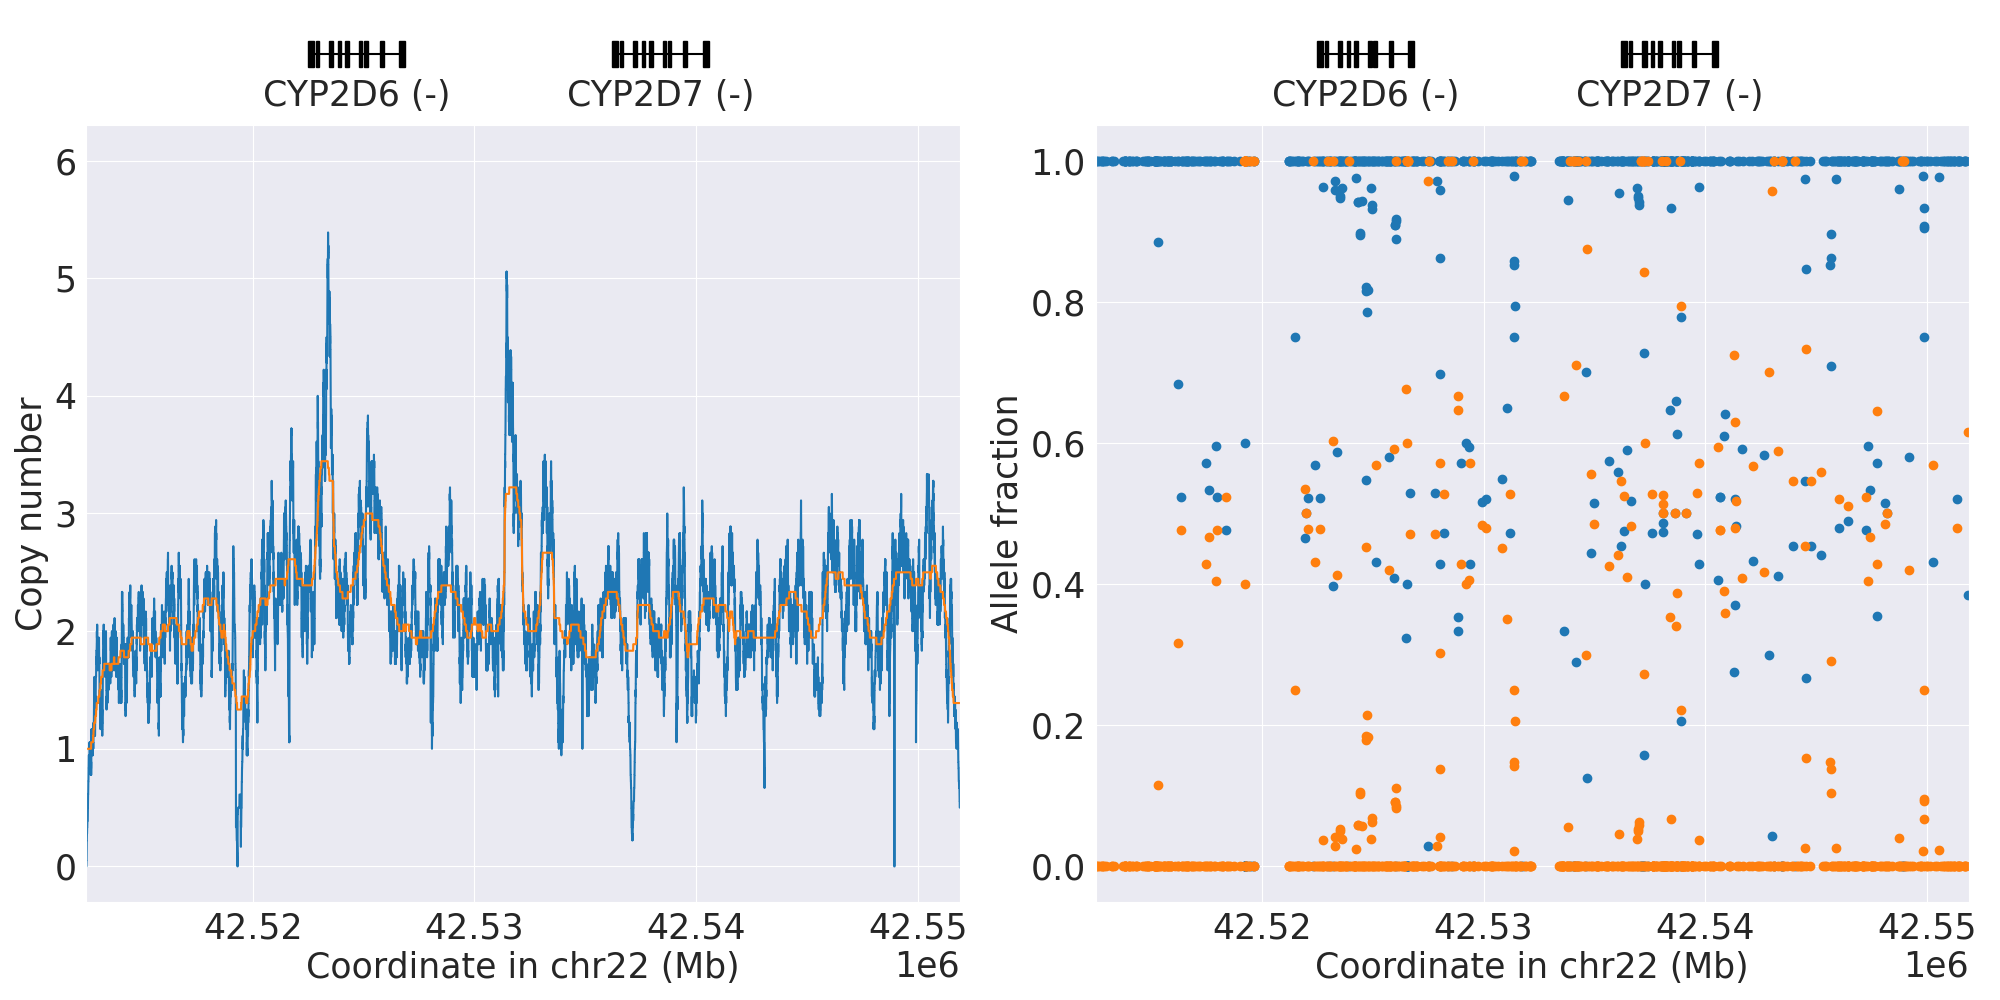 CYP2D6 (-)
CYP2D7 (-)
6
5
4
3
2
1
0
Copy number
42.52
42.53
42.54
42.55
Coordinate in chr22 (Mb)
1e6
CYP2D6 (-)
CYP2D7 (-)
1.0
0.8
0.6
0.4
0.2
0.0
Allele fraction
42.52
42.53
42.54
42.55
Coordinate in chr22 (Mb)
1e6